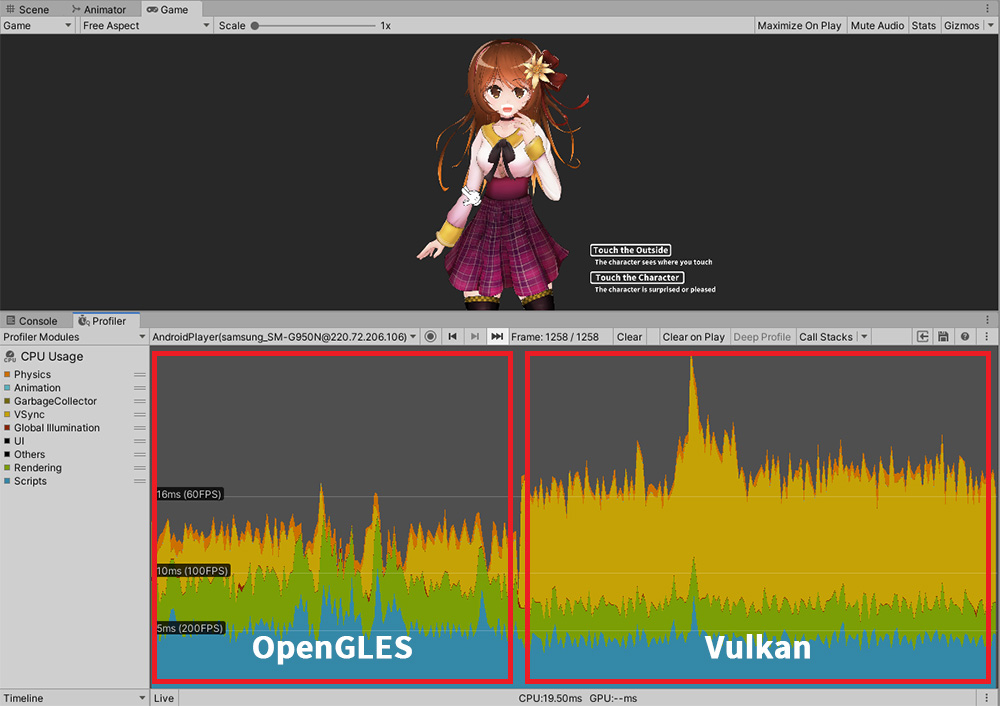 Scene Animator Game
Game Free Aspect Scale 1x Maximize On Play Mute Audio Stats Gizmos
Touch the Outside
The character sees where you touch
Touch the Character
The character is surprised or pleased
Console Profiler
Profiler Modules AndroidPlayer(samsung_SM-G950N@220.72.206.106) Frame: 1258 / 1258 Clear Clear on Play Deep Profile Call Stacks
CPU Usage
Physics
Animation
GarbageCollector
VSync
Global Illumination
UI
Others
Rendering
Scripts
16ms (60FPS)
10ms (100FPS)
5ms (200FPS)
OpenGLES
Vulkan
Timeline Live CPU:19.50ms GPU:--ms